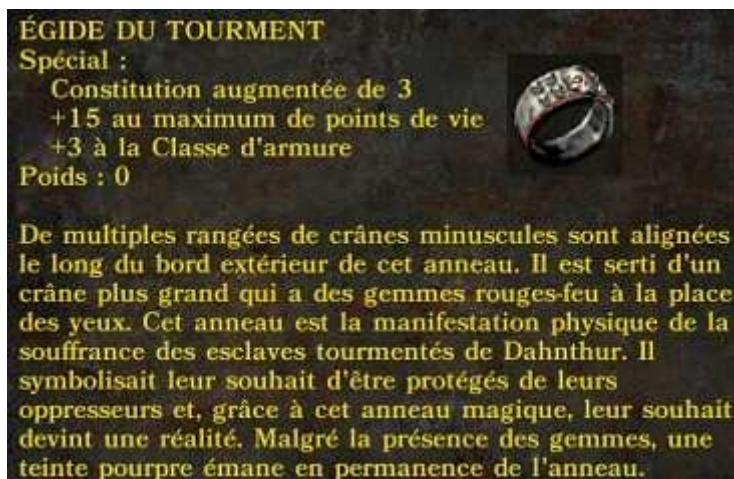 ÉGIDE DU TOURMENT
Spécial :
Constitution augmentée de 3
+15 au maximum de points de vie
+3 à la Classe d'armure
Poids : 0
De multiples rangées de crânes minuscules sont alignées
le long du bord extérieur de cet anneau. Il est serti d'un
crâne plus grand qui a des gemmes rouges-feu à la place
des yeux. Cet anneau est la manifestation physique de la
souffrance des esclaves tourmentés de Dahnthur. Il
symbolisait leur souhait d'être protégés de leurs
oppresseurs et, grâce à cet anneau magique, leur souhait
devint une réalité. Malgré la présence des gemmes, une
teinte pourpre émane en permanence de l'anneau.